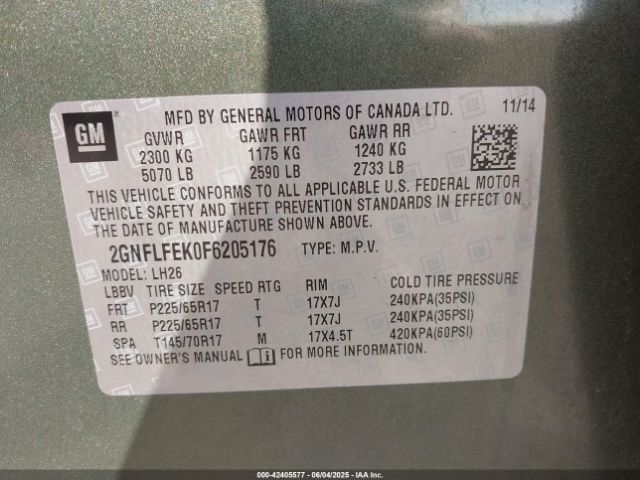 GM
MFD BY GENERAL MOTORS OF CANADA LTD. 11/14
GVWR GAWR FRT GAWR RR
2300 KG 1175 KG 1240 KG
5070 LB 2590 LB 2733 LB
THIS VEHICLE CONFORMS TO ALL APPLICABLE U.S. FEDERAL MOTOR
VEHICLE SAFETY AND THEFT PREVENTION STANDARDS IN EFFECT ON
THE DATE OF MANUFACTURE SHOWN ABOVE.
2GNFLFEK0F6205176 TYPE: M.P.V.
MODEL: LH26
LBBV TIRE SIZE SPEED RTG RIM COLD TIRE PRESSURE
FRT P225/65R17 T 17X7J 240KPA(35PSI)
RR P225/65R17 T 17X7J 240KPA(35PSI)
SPA T145/70R17 M 17X4.5T 420KPA(60PSI)
SEE OWNER'S MANUAL FOR MORE INFORMATION.
000-42405577 - 06/04/2025 - IAA